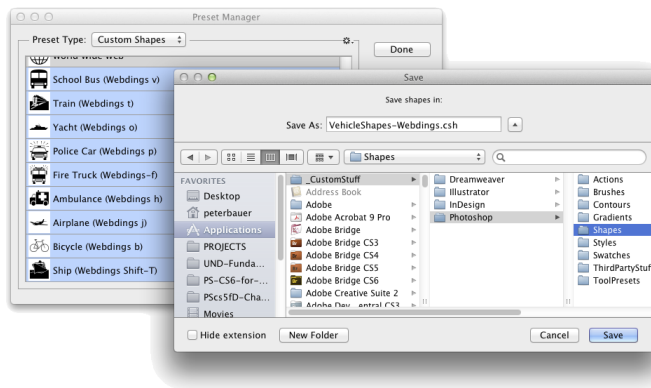 Preset Manager
Preset Type: Custom Shapes
Done
World Wide Web
School Bus (Webdings v)
Train (Webdings t)
Yacht (Webdings o)
Police Car (Webdings p)
Fire Truck (Webdings-f)
Ambulance (Webdings h)
Airplane (Webdings j)
Bicycle (Webdings b)
Ship (Webdings Shift-T)
Save
Save shapes in:
Save As: VehicleShapes-Webdings.csh
Shapes
FAVORITES
Desktop
peterbauer
Applications
PROJECTS
UND-Funda...
PS-CS6-for-...
PScs5fD-Cha...
Movies
_CustomStuff
Address Book
Adobe
Adobe Acrobat 9 Pro
Adobe Bridge
Adobe Bridge CS3
Adobe Bridge CS4
Adobe Bridge CS5
Adobe Bridge CS6
Adobe Creative Suite 2
Adobe Dev...entral CS3
Dreamweaver
Illustrator
InDesign
Photoshop
Actions
Brushes
Contours
Gradients
Shapes
Styles
Swatches
ThirdPartyStuf
ToolPresets
Hide extension
New Folder
Cancel
Save